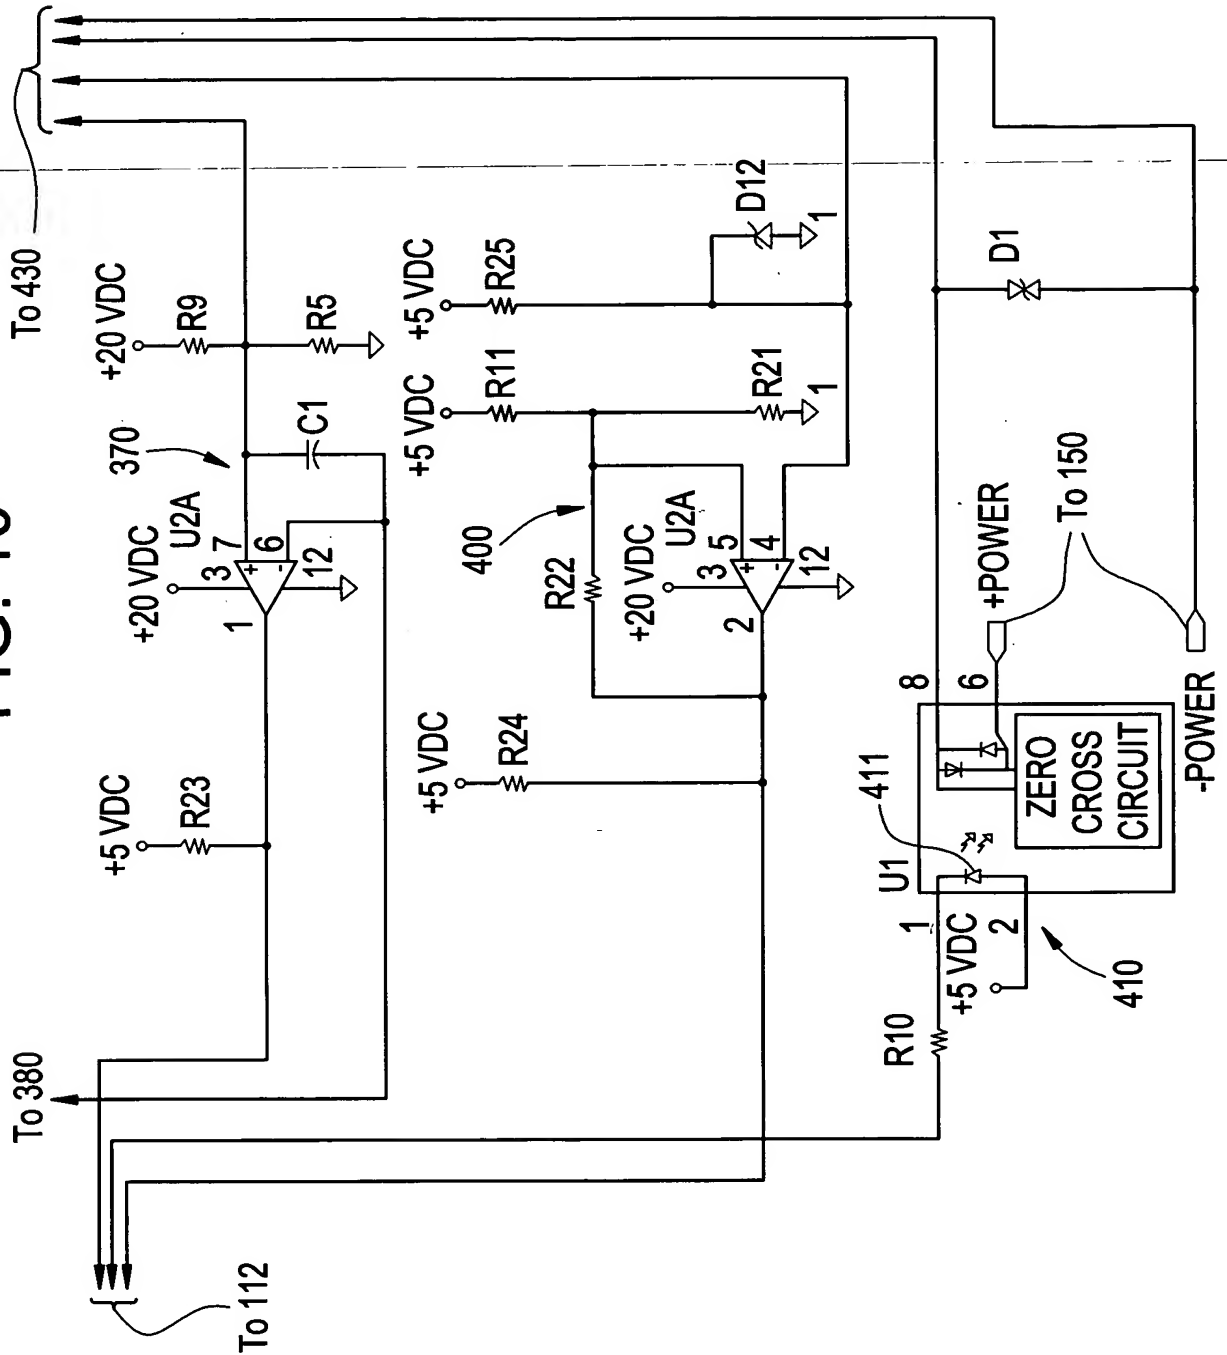 FIG.
To 112
To 380
To 430
+5 VDC
R23
+20 VDC
U2A
1
3
7
6
12
370
C1
+20 VDC
R9
R5
+5 VDC
R24
R22
400
+20 VDC
U2A
2
3
5
4
12
+5 VDC
R11
R21
1
+5 VDC
R25
D12
1
R10
+5 VDC
1
2
410
U1
411
ZERO
CROSS
CIRCUIT
8
6
+POWER
-POWER
To 150
D1